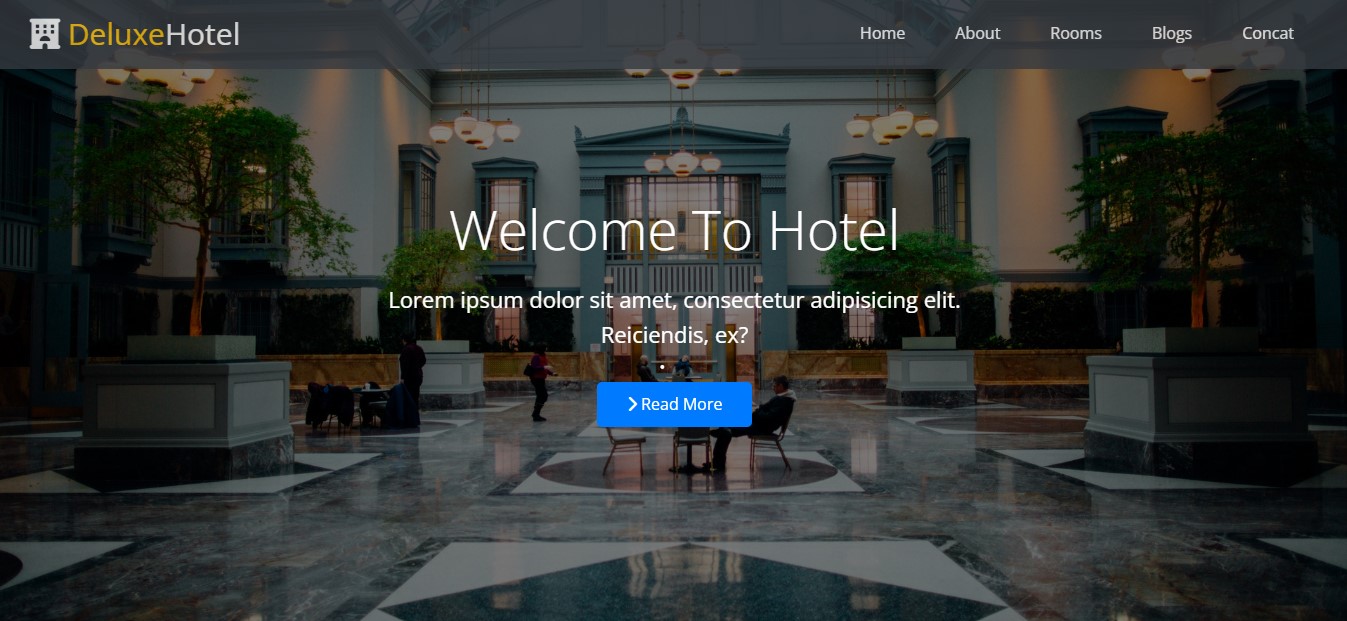 DeluxeHotel
Home About Rooms Blogs Concat
Welcome To Hotel
Lorem ipsum dolor sit amet, consectetur adipisicing elit.
Reiciendis, ex?
Read More